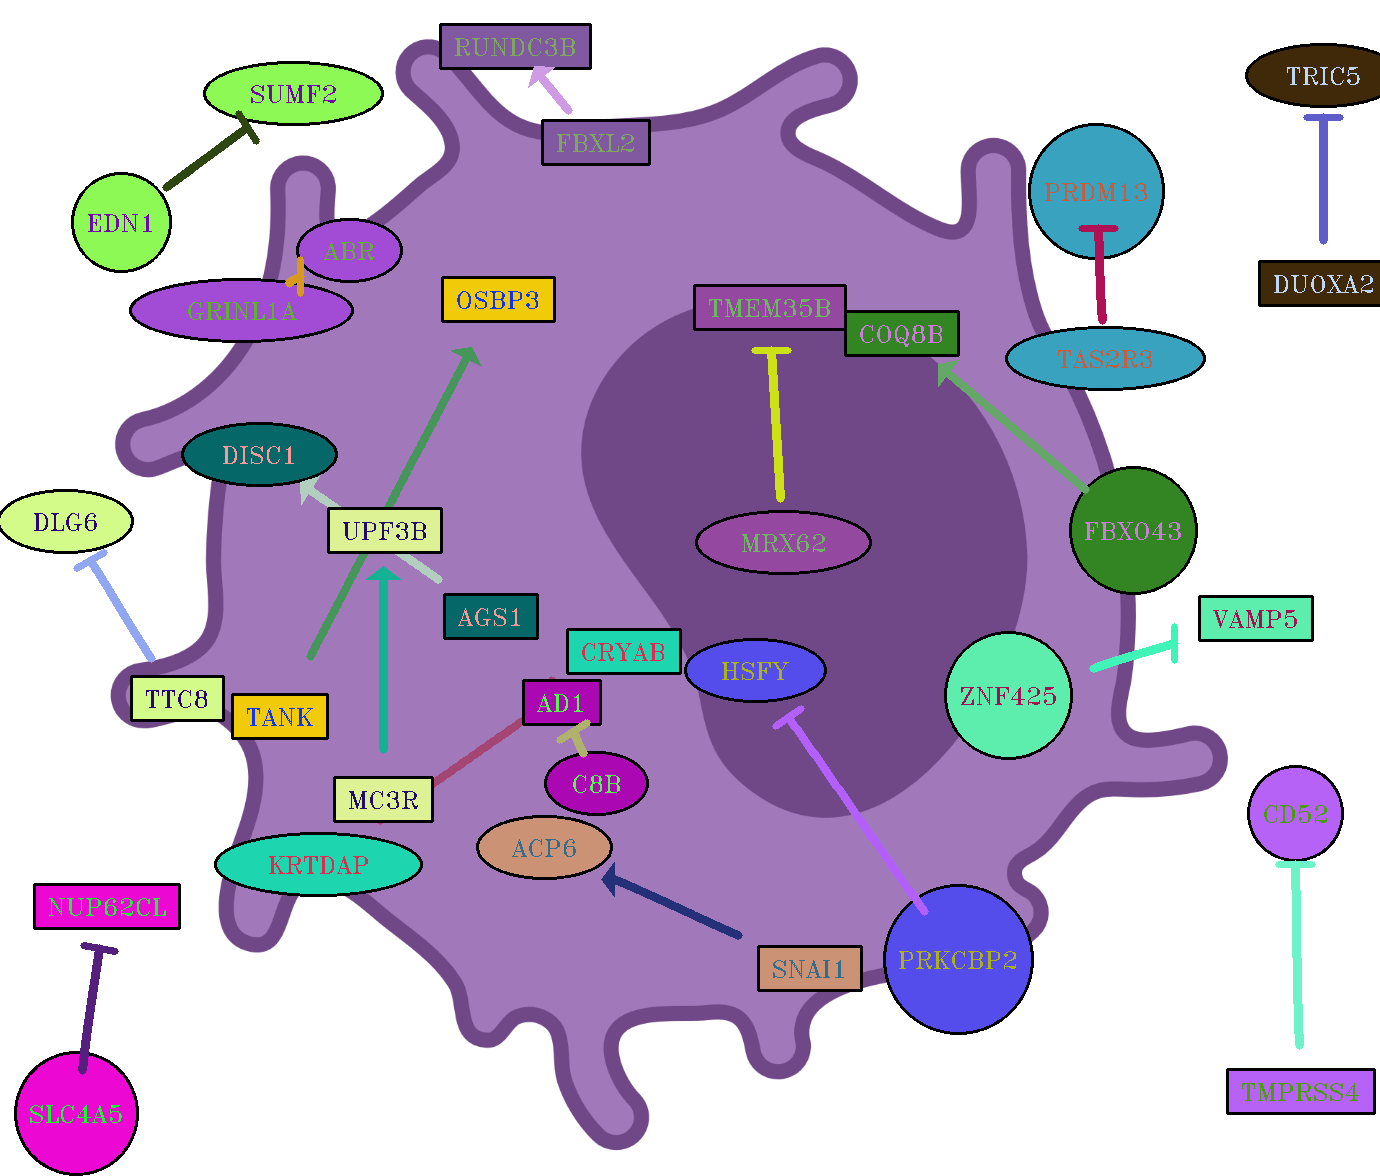 RUNDC3B
TRIC5
SUMF2
FBXL2
PRDM13
EDN1
ABR
DUOXA2
OSBP3
GRINL1A
TMEM35B
COQ8B
TAS2R3
DISC1
DLG6
UPF3B
FBXO43
MRX62
AGS1
VAMP5
CRYAB
HSFY
ZNF425
TTC8
AD1
TANK
C8B
MC3R
CD52
ACP6
KRTDAP
NUP62CL
PRKCBP2
SNAI1
TMPRSS4
SLC4A5